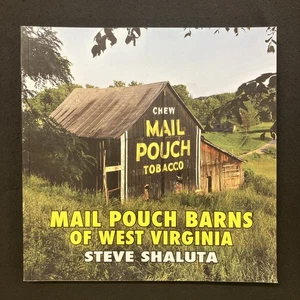 CHEW
MAIL
POUCH
TOBACCO
MAIL POUCH BARNS
OF WEST VIRGINIA
STEVE SHALUTA